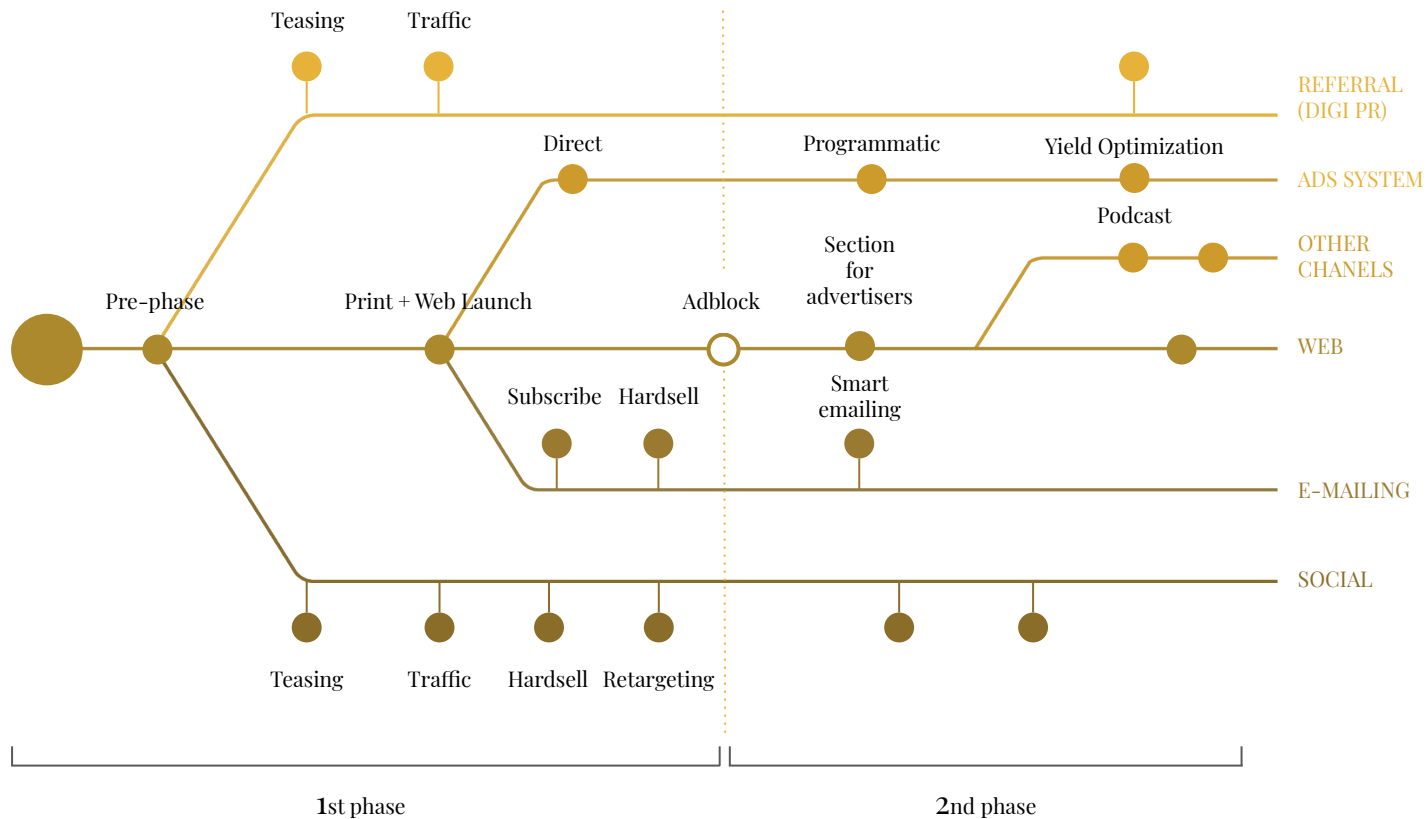 Teasing
Traffic
REFERRAL
(DIGI PR)
Direct
Programmatic
Yield Optimization
ADS SYSTEM
Podcast
Section
for
advertisers
OTHER
CHANELS
Pre-phase
Print + Web Launch
Adblock
WEB
Subscribe
Hardsell
Smart
emailing
E-MAILING
SOCIAL
Teasing
Traffic
Hardsell
Retargeting
1st phase
2nd phase